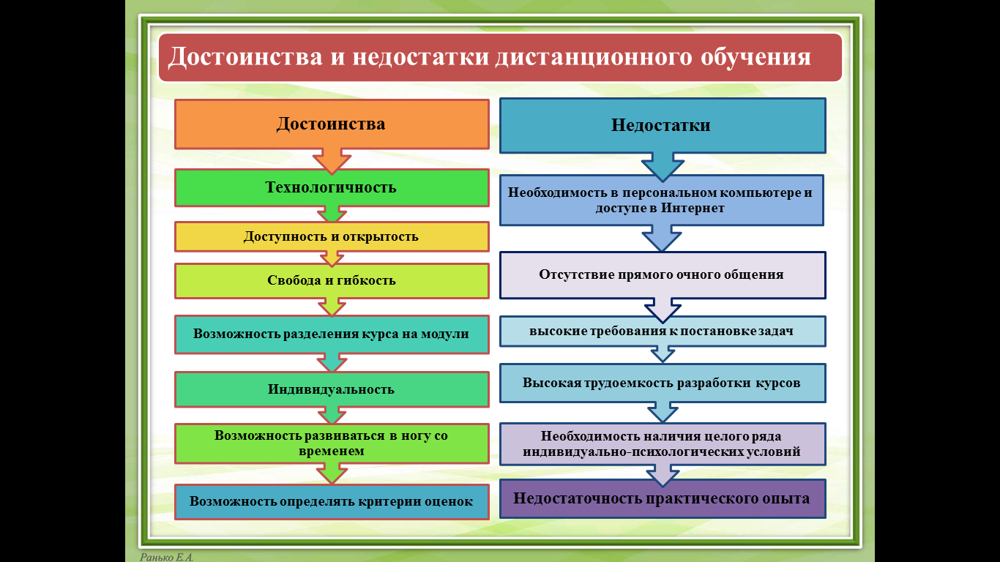 Достоинства и недостатки дистанционного обучения
Достоинства
Технологичность
Доступность и открытость
Свобода и гибкость
Возможность разделения курса на модули
Индивидуальность
Возможность развиваться в ногу со
временем
Возможность определять критерии оценок
Недостатки
Необходимость в персональном компьютере и
доступе в Интернет
Отсутствие прямого очного общения
высокие требования к постановке задач
Высокая трудоемкость разработки курсов
Необходимость наличия целого ряда
индивидуально-психологических условий
Недостаточность практического опыта
Ранько Е.А.